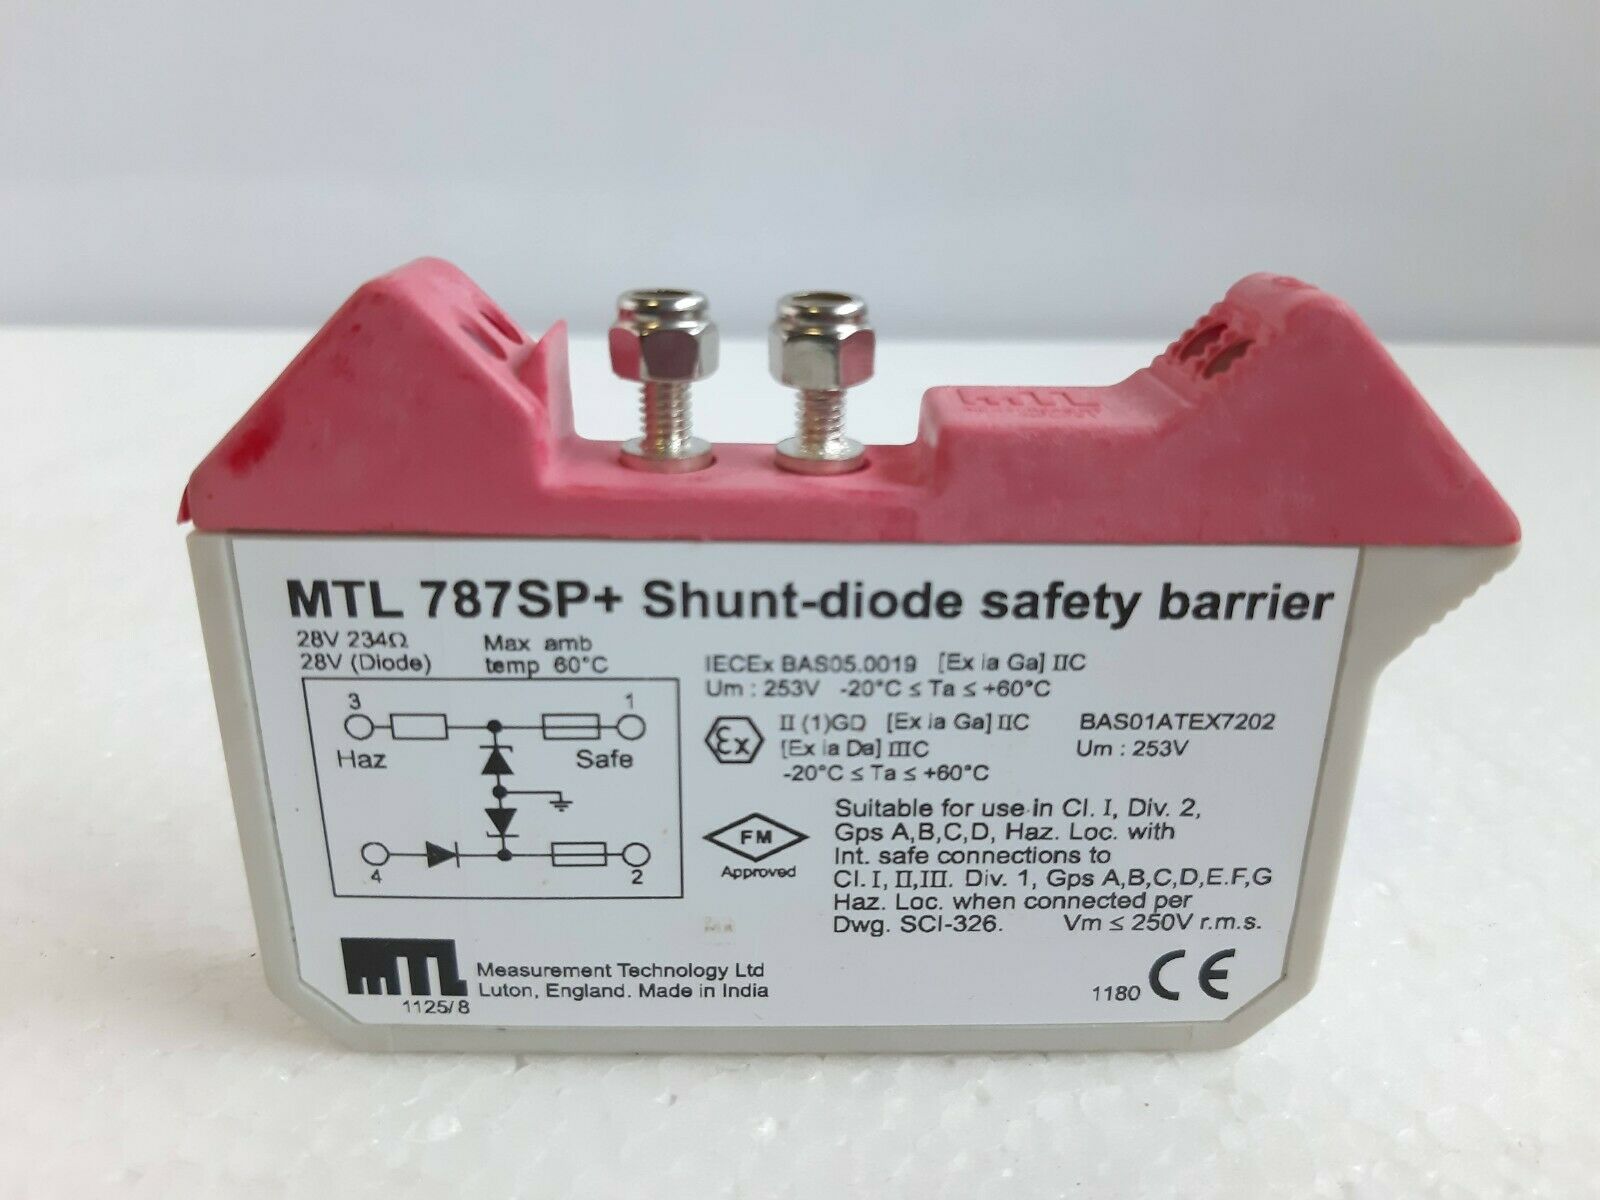 MTL
MTL 787SP+ Shunt-diode safety barrier
28V 234Ω
28V (Diode)
Max amb
temp 60°C
3
1
Haz
Safe
4
2
IECEx BAS05.0019 [Ex ia Ga] IIC
Um : 253V -20°C ≤ Ta ≤ +60°C
Ex
II (1)GD [Ex ia Ga] IIC BAS01ATEX7202
[Ex ia Da] IIIC Um : 253V
-20°C ≤ Ta ≤ +60°C
FM
Approved
Suitable for use in Cl. I, Div. 2,
Gps A,B,C,D, Haz. Loc. with
Int. safe connections to
Cl. I, II,III. Div. 1, Gps A,B,C,D,E.F,G
Haz. Loc. when connected per
Dwg. SCI-326. Vm ≤ 250V r.m.s.
MTL
1125/8
Measurement Technology Ltd
Luton, England. Made in India
1180 CE